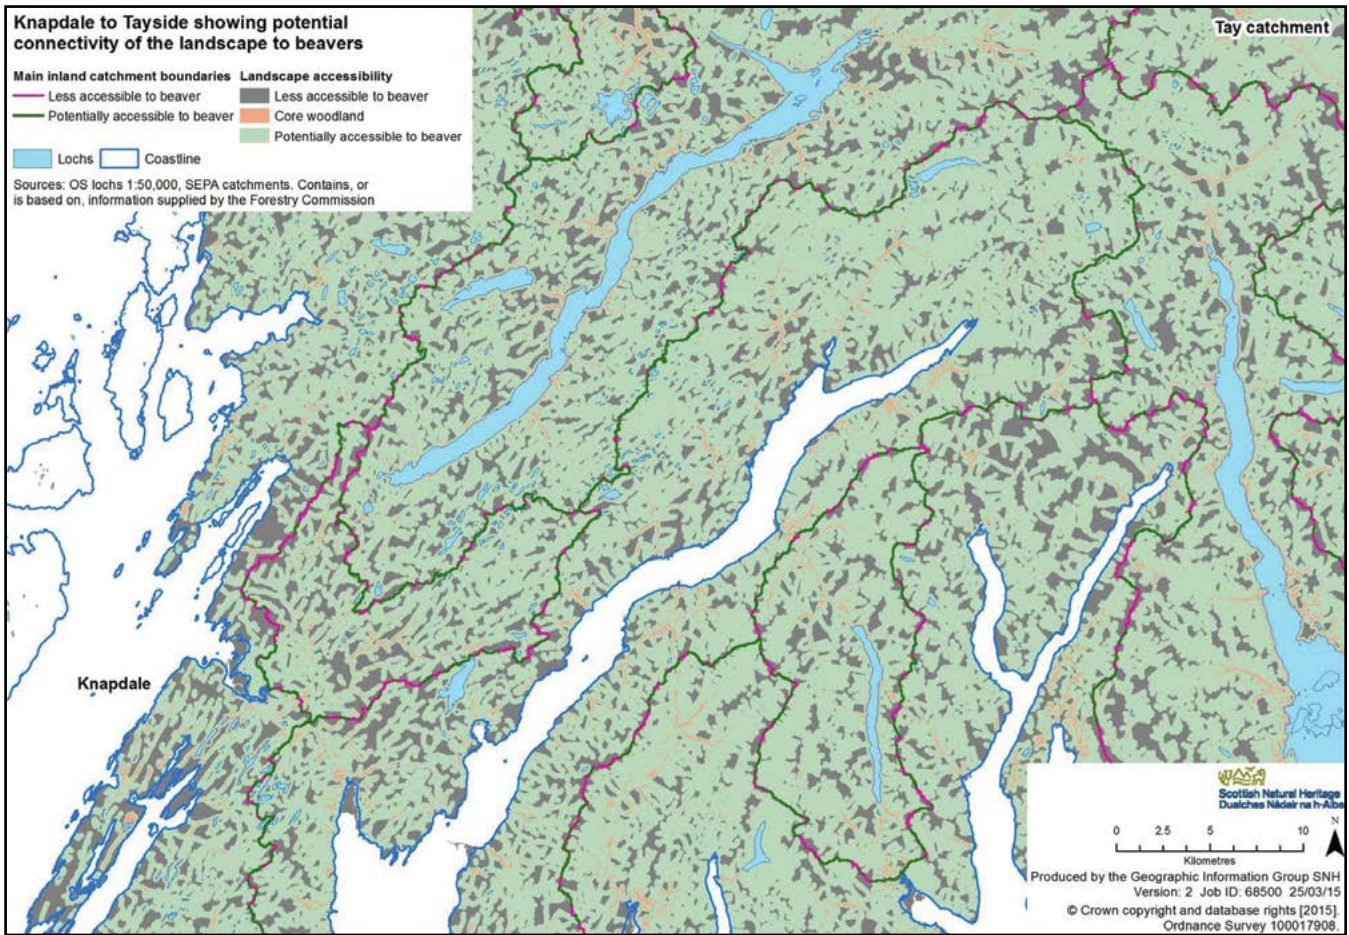 Knapdale to Tayside showing potential
connectivity of the landscape to beavers
Main inland catchment boundaries
Less accessible to beaver
Potentially accessible to beaver
Landscape accessibility
Less accessible to beaver
Core woodland
Potentially accessible to beaver
Lochs
Coastline
Sources: OS lochs 1:50,000, SEPA catchments. Contains, or
is based on, information supplied by the Forestry Commission
Tay catchment
Knapdale
Scottish Natural Heritage
Dualchas Nàdair na h-Alba
N
0 2.5 5 10
Kilometres
Produced by the Geographic Information Group SNH
Version: 2 Job ID: 68500 25/03/15
© Crown copyright and database rights [2015].
Ordnance Survey 100017908.